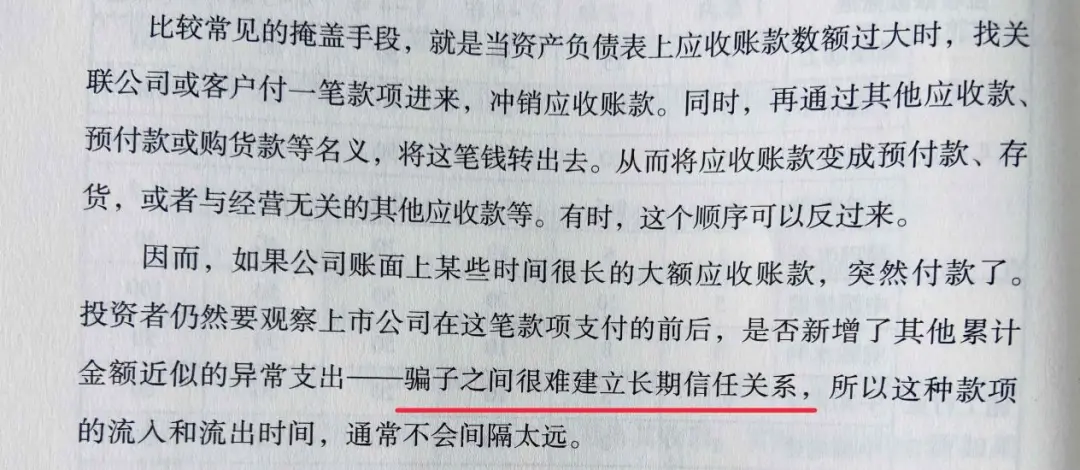 比较常见的掩盖手段，就是当资产负债表上应收账款数额过大时，找关
联公司或客户付一笔款项进来，冲销应收账款。同时，再通过其他应收款、
预付款或购货款等名义，将这笔钱转出去。从而将应收账款变成预付款、存
货，或者与经营无关的其他应收款等。有时，这个顺序可以反过来。
因而，如果公司账面上某些时间很长的大额应收账款，突然付款了。
投资者仍然要观察上市公司在这笔款项支付的前后，是否新增了其他累计
金额近似的异常支出——骗子之间很难建立长期信任关系，所以这种款项
的流入和流出时间，通常不会间隔太远。